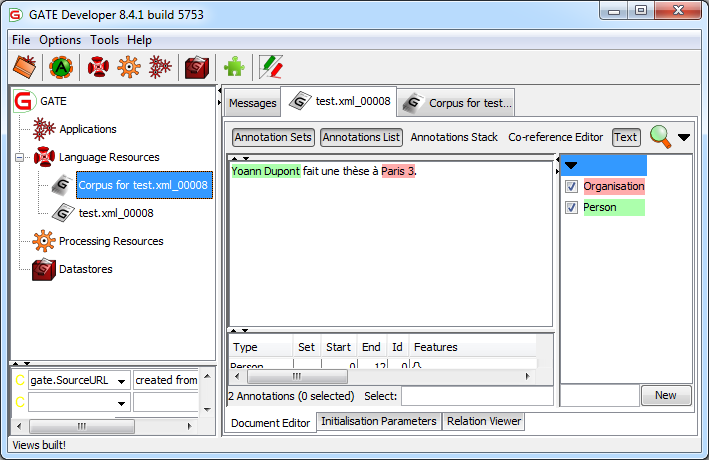 GATE Developer 8.4.1 build 5753
File Options Tools Help
GATE
Applications
Language Resources
Corpus for test.xml_00008
test.xml_00008
Processing Resources
Datastores
C gate.SourceURL created from
C
Messages test.xml_00008 Corpus for test...
Annotation Sets Annotations List Annotations Stack Co-reference Editor Text
Yoann Dupont fait une thèse à Paris 3.
Organisation
Person
Type Set Start End Id Features
Person 0 12 0 {}
2 Annotations (0 selected) Select:
New
Document Editor Initialisation Parameters Relation Viewer
Views built!